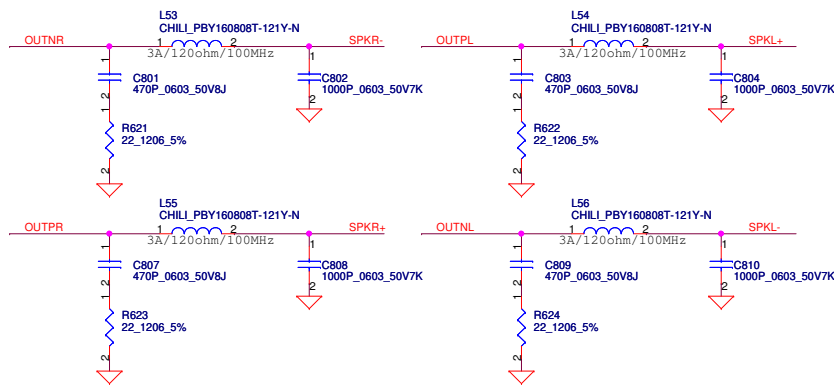 L53
CHILI_PBY160808T-121Y-N
OUTNR
1
2
SPKR-
3A/120ohm/100MHz
1
C801
470P_0603_50V8J
2
1
C802
1000P_0603_50V7K
2
1
R621
22_1206_5%
2
L54
CHILI_PBY160808T-121Y-N
OUTPL
1
2
SPKL+
3A/120ohm/100MHz
1
C803
470P_0603_50V8J
2
1
C804
1000P_0603_50V7K
2
1
R622
22_1206_5%
2
L55
CHILI_PBY160808T-121Y-N
OUTPR
1
2
SPKR+
3A/120ohm/100MHz
1
C807
470P_0603_50V8J
2
1
C808
1000P_0603_50V7K
2
1
R623
22_1206_5%
2
L56
CHILI_PBY160808T-121Y-N
OUTNL
1
2
SPKL-
3A/120ohm/100MHz
1
C809
470P_0603_50V8J
2
1
C810
1000P_0603_50V7K
2
1
R624
22_1206_5%
2